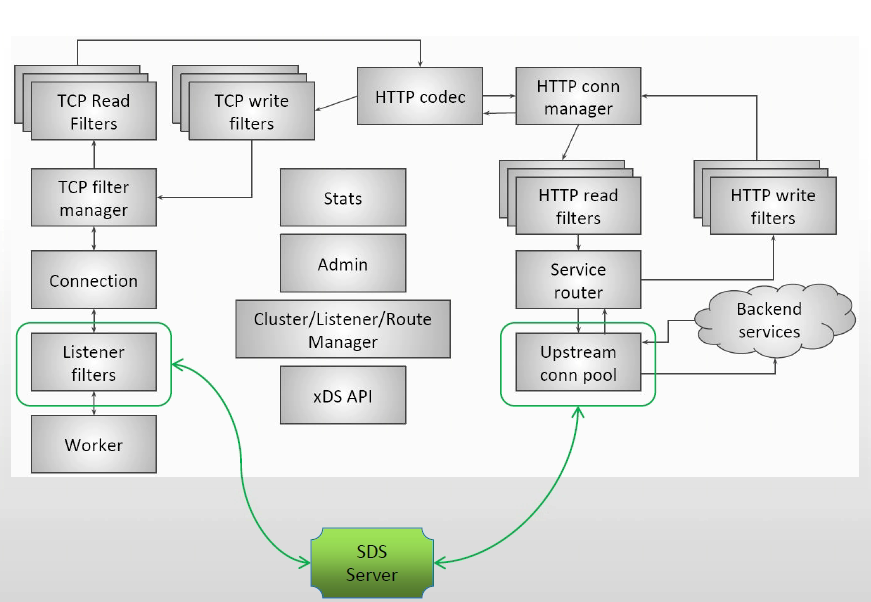 TCP Read
Filters
TCP write
filters
HTTP codec
HTTP conn
manager
TCP filter
manager
Stats
HTTP read
filters
HTTP write
filters
Connection
Admin
Service
router
Cluster/Listener/Route
Manager
Backend
services
Listener
filters
xDS API
Upstream
conn pool
Worker
SDS
Server